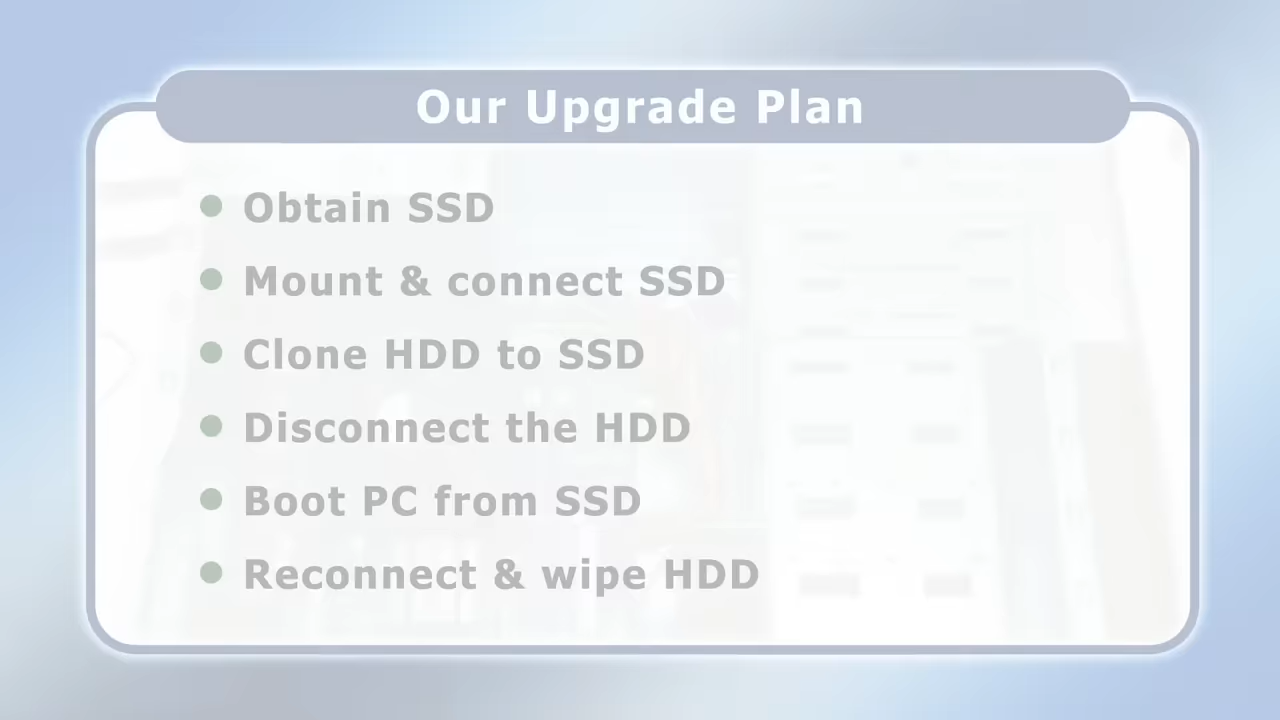 Our Upgrade Plan
Obtain SSD
Mount & connect SSD
Clone HDD to SSD
Disconnect the HDD
Boot PC from SSD
Reconnect & wipe HDD